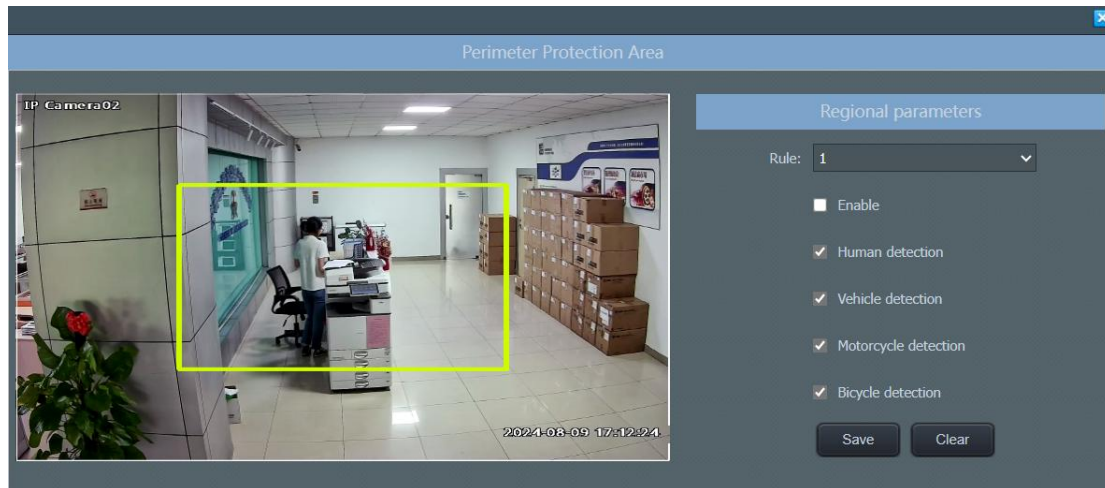 Perimeter Protection Area
IP Camera02
2024-08-09 17:12:24
Regional parameters
Rule: 1
Enable
Human detection
Vehicle detection
Motorcycle detection
Bicycle detection
Save Clear